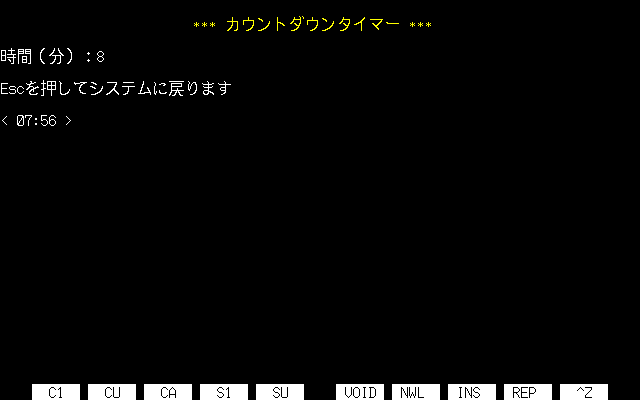 *** カウントダウンタイマー ***
時間(分):8
Escを押してシステムに戻ります
< 07:56 >
C1 CU CA S1 SU VOID NWL INS REP ^Z